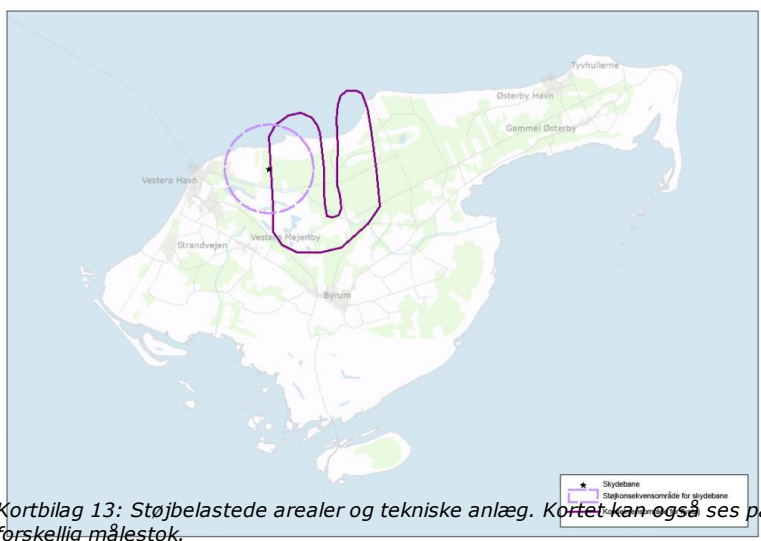 Tyvhullerne
Østerby Havn
Gammel Østerby
Vesterø Havn
Strandvejen
Vesterø Mejeriby
Byrum
Skydebane
Støjkonsekvensområde for skydebane
Kortbilag 13: Støjbelastede arealer og tekniske anlæg. Kortet kan også ses på
forskellig målestok.